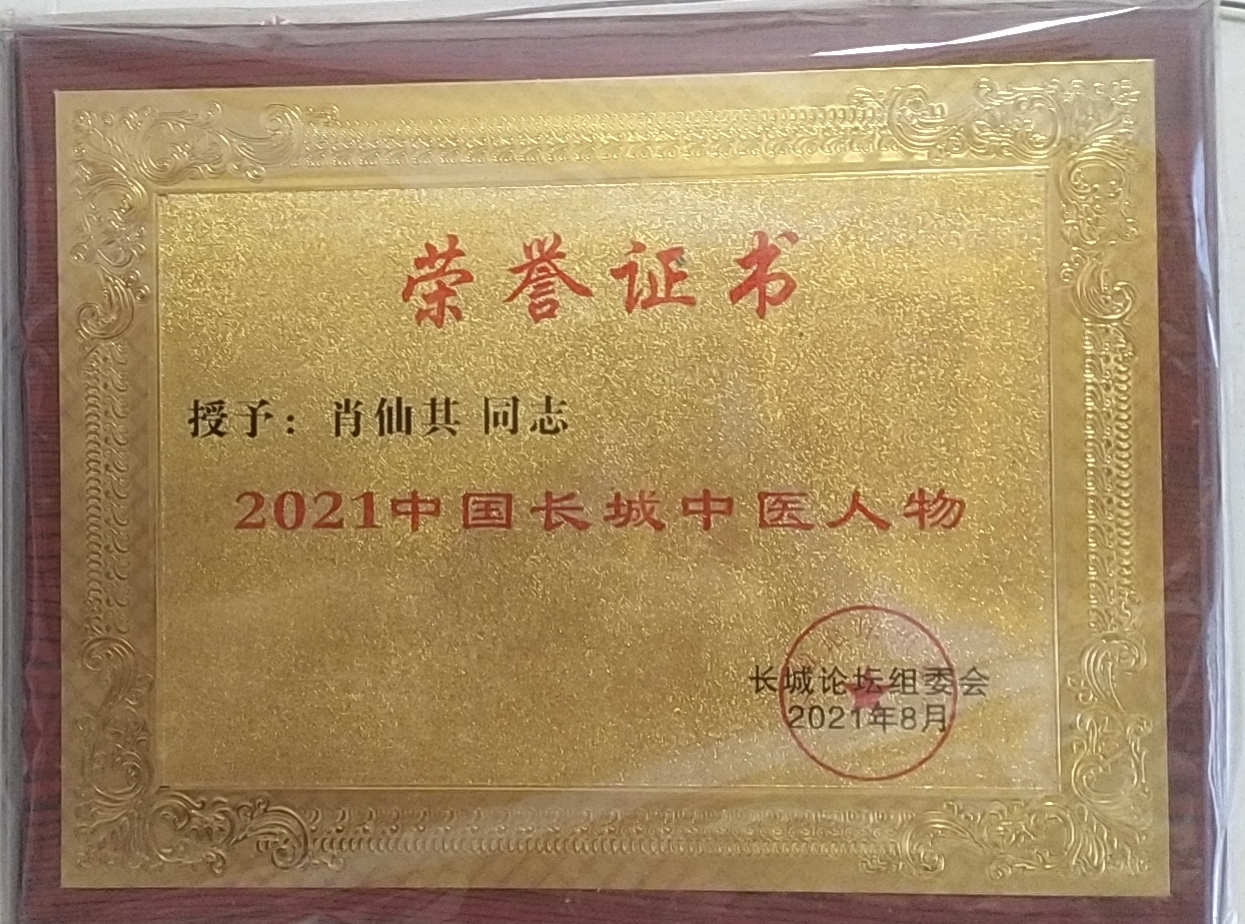 荣誉证书
授予：肖仙其 同志
2021中国长城中医人物
长城论坛组委会
2021年8月